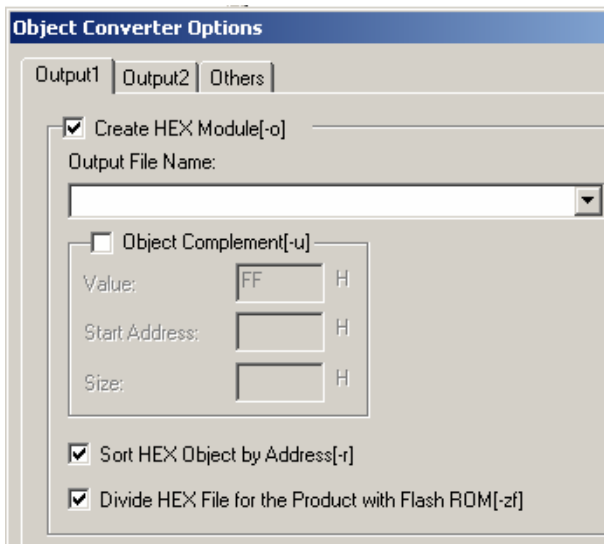 Object Converter Options
Output1 Output2 Others
Create HEX Module[-o]
Output File Name:
Object Complement[-u]
Value: FF H
Start Address: H
Size: H
Sort HEX Object by Address[-r]
Divide HEX File for the Product with Flash ROM[-zf]